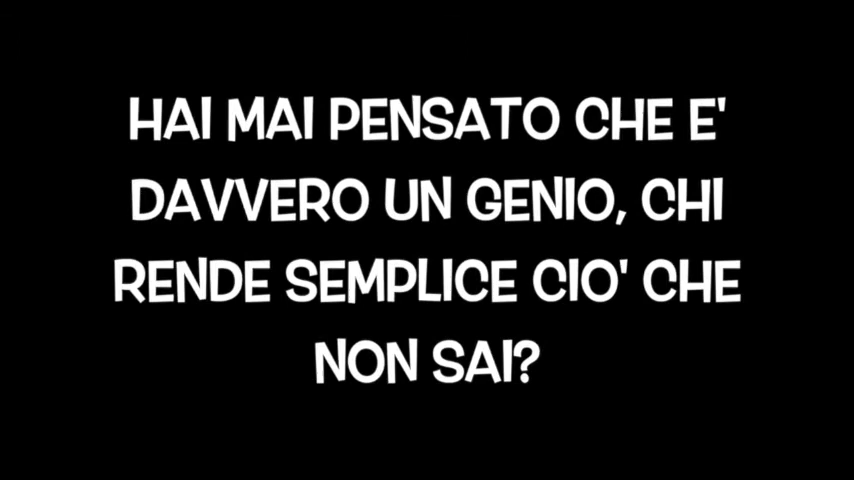 HAI MAI PENSATO CHE E'
DAVVERO UN GENIO, CHI
RENDE SEMPLICE CIO' CHE
NON SAI?